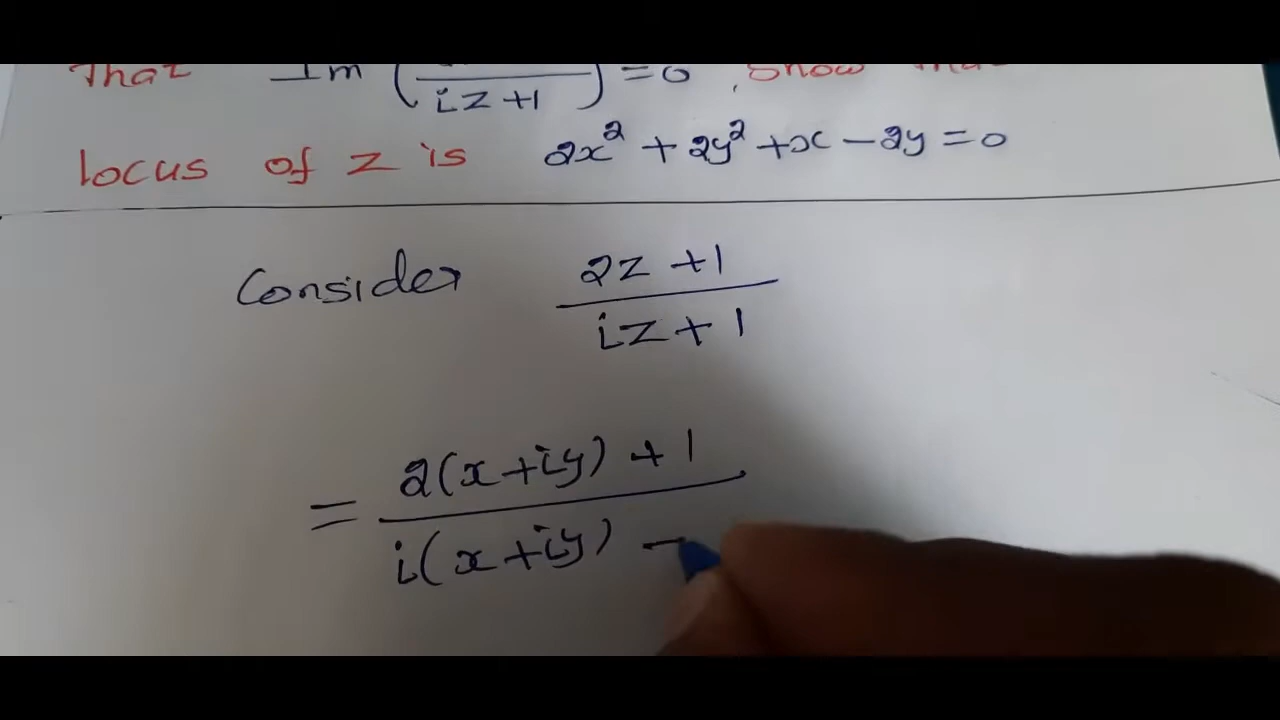 That Im (――/iz+1) = 0, Show
locus of z is 2x² + 2y² + x - 2y = 0
Consider (2z + 1)/(iz + 1)
= (2(x+iy) + 1)/(i(x+iy)